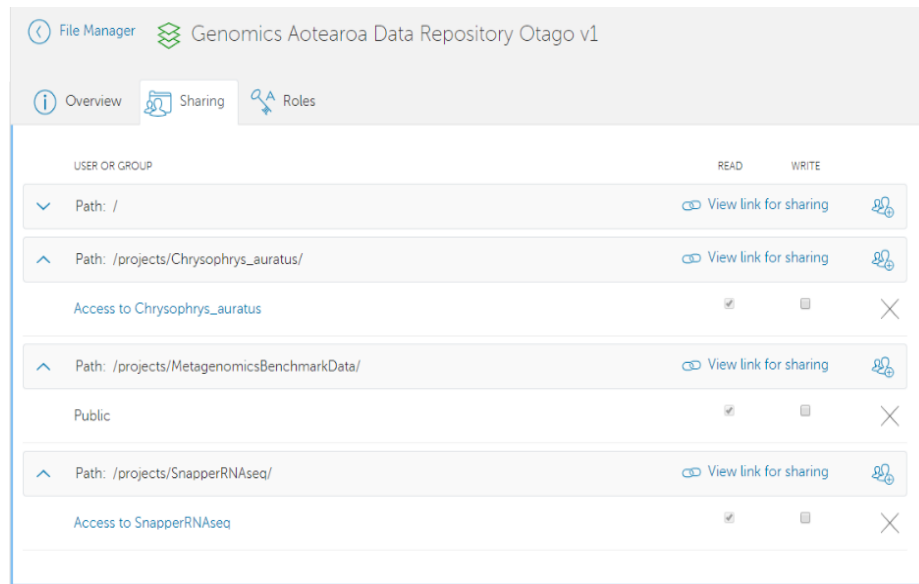 File Manager Genomics Aotearoa Data Repository Otago v1
Overview Sharing Roles
USER OR GROUP READ WRITE
Path: / View link for sharing
Path: /projects/Chrysophrys_auratus/ View link for sharing
Access to Chrysophrys_auratus
Path: /projects/MetagenomicsBenchmarkData/ View link for sharing
Public
Path: /projects/SnapperRNAseq/ View link for sharing
Access to SnapperRNAseq